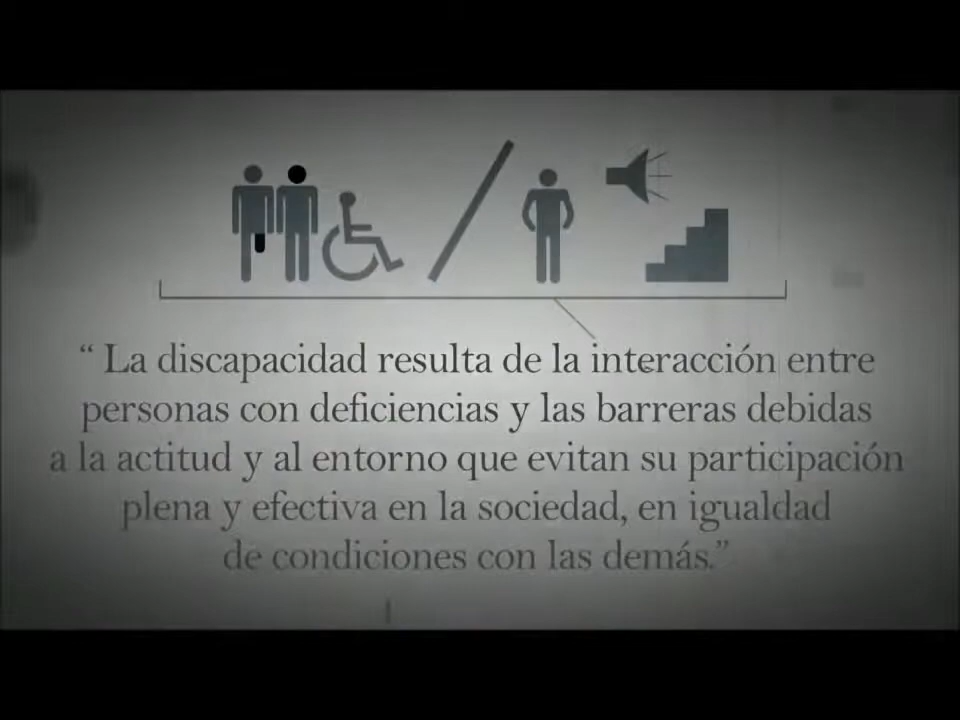 “ La discapacidad resulta de la interacción entre
personas con deficiencias y las barreras debidas
a la actitud y al entorno que evitan su participación
plena y efectiva en la sociedad, en igualdad
de condiciones con las demás.”